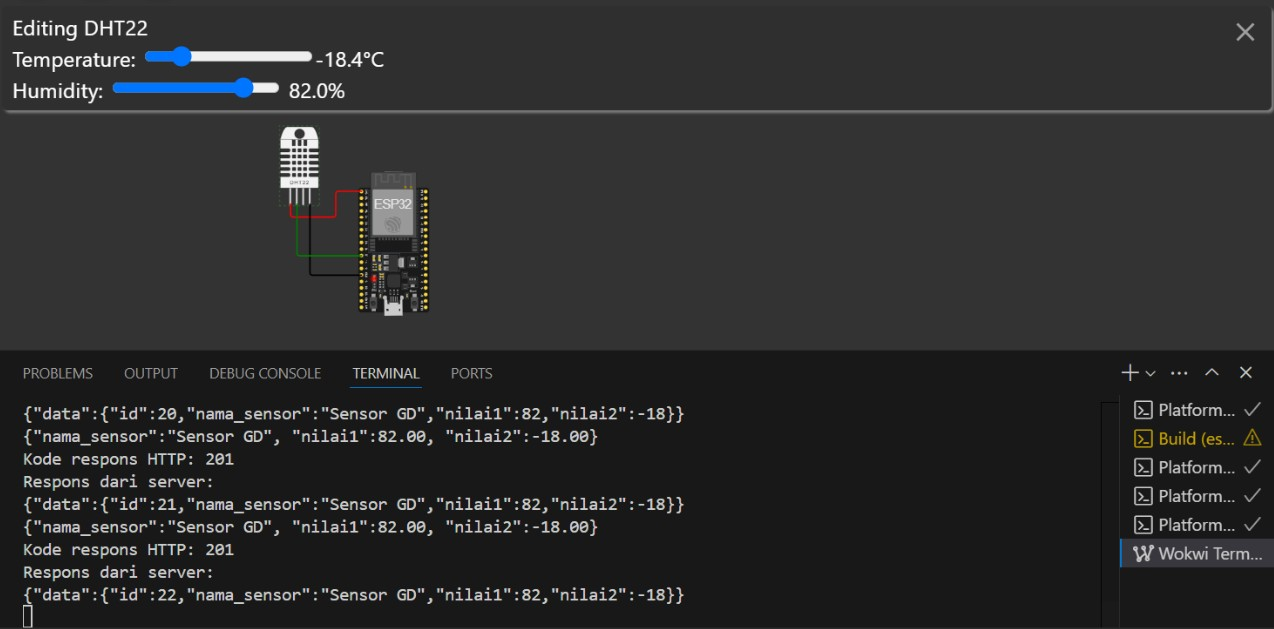 Editing DHT22
Temperature: -18.4°C
Humidity: 82.0%
DHT22
ESP32
PROBLEMS OUTPUT DEBUG CONSOLE TERMINAL PORTS
{"data":{"id":20,"nama_sensor":"Sensor GD","nilai1":82,"nilai2":-18}}
{"nama_sensor":"Sensor GD", "nilai1":82.00, "nilai2":-18.00}
Kode respons HTTP: 201
Respons dari server:
{"data":{"id":21,"nama_sensor":"Sensor GD","nilai1":82,"nilai2":-18}}
{"nama_sensor":"Sensor GD", "nilai1":82.00, "nilai2":-18.00}
Kode respons HTTP: 201
Respons dari server:
{"data":{"id":22,"nama_sensor":"Sensor GD","nilai1":82,"nilai2":-18}}
Platform...
Build (es...
Platform...
Platform...
Platform...
Wokwi Term...